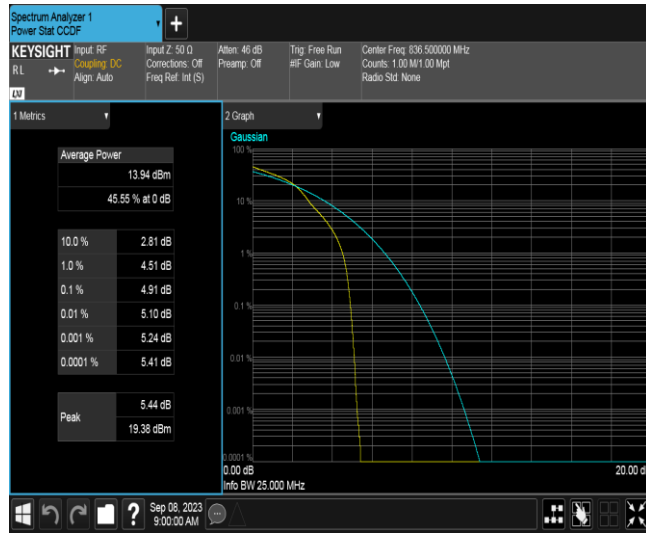 Spectrum Analyzer 1
Power Stat CCDF
+
KEYSIGHT
RL
LXI
Input: RF
Coupling: DC
Align: Auto
Input Z: 50 Ω
Corrections: Off
Freq Ref: Int (S)
Atten: 46 dB
Preamp: Off
Trig: Free Run
#IF Gain: Low
Center Freq: 836.500000 MHz
Counts: 1.00 M/1.00 Mpt
Radio Std: None
1 Metrics
Average Power
13.94 dBm
45.55 % at 0 dB
10.0 % 2.81 dB
1.0 % 4.51 dB
0.1 % 4.91 dB
0.01 % 5.10 dB
0.001 % 5.24 dB
0.0001 % 5.41 dB
Peak
5.44 dB
19.38 dBm
2 Graph
Gaussian
100 %
10 %
1 %
0.1 %
0.01 %
0.001 %
0.0001 %
0.00 dB
20.00 d
Info BW 25.000 MHz
?
Sep 08, 2023
9:00:00 AM